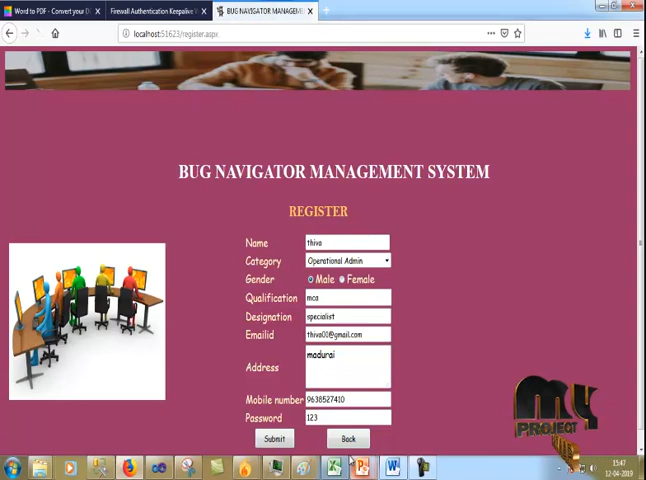 Word to PDF - Convert your D
Firewall Authentication Keepalive
BUG NAVIGATOR MANAGEME
localhost:51623/register.aspx
BUG NAVIGATOR MANAGEMENT SYSTEM
REGISTER
Name thiva
Category Operational Admin
Gender Male Female
Qualification mca
Designation specialist
Emailid thiva01@gmail.com
Address madurai
Mobile number 9638527410
Password 123
Submit Back
MY
PROJECT
15:47
12-04-2019